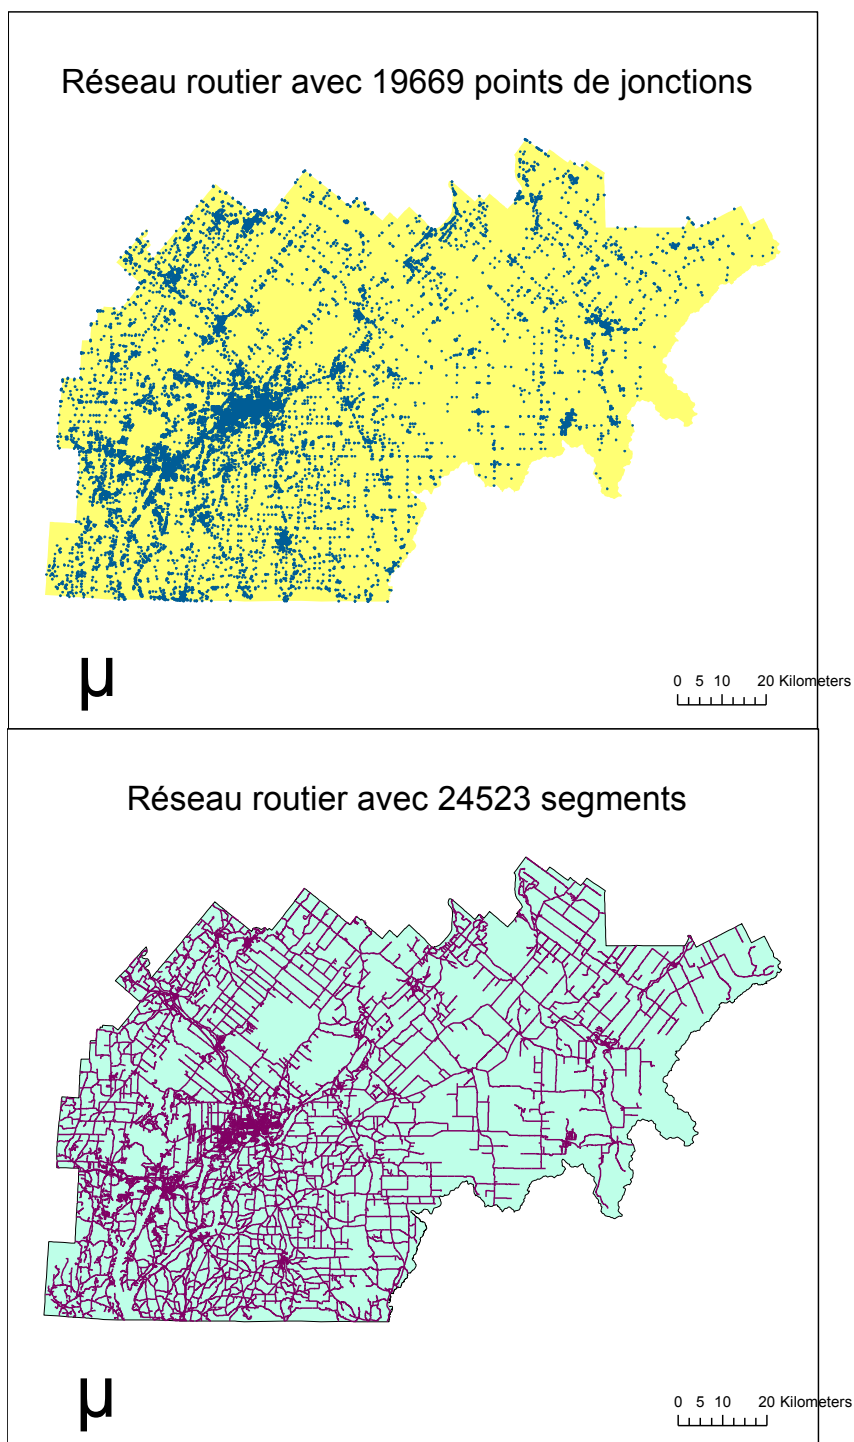 Réseau routier avec 19669 points de jonctions
µ
0 5 10 20 Kilometers
Réseau routier avec 24523 segments
µ
0 5 10 20 Kilometers